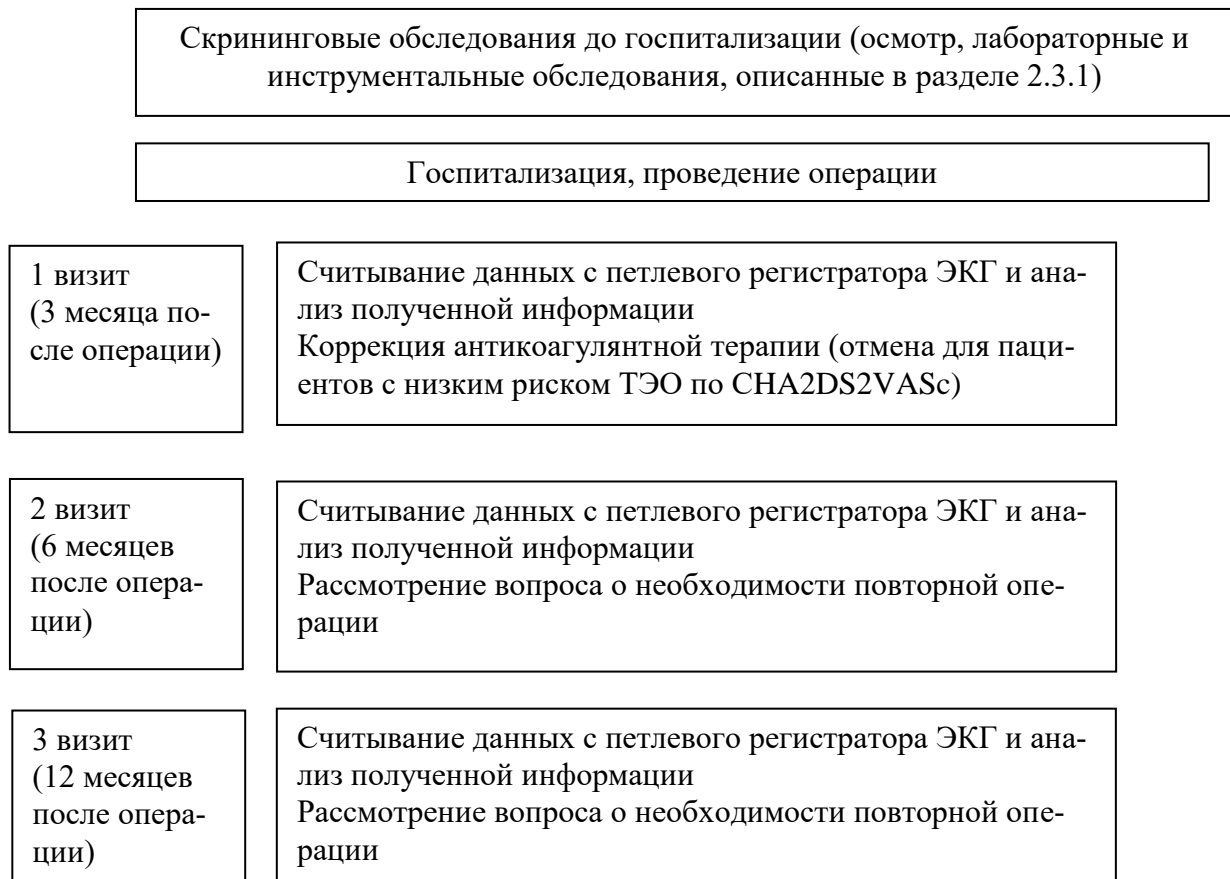 Скрининговые обследования до госпитализации (осмотр, лабораторные и
инструментальные обследования, описанные в разделе 2.3.1)
Госпитализация, проведение операции
1 визит
(3 месяца по-
сле операции)
Считывание данных с петлевого регистратора ЭКГ и ана-
лиз полученной информации
Коррекция антикоагулянтной терапии (отмена для паци-
ентов с низким риском ТЭО по CHA2DS2VASc)
2 визит
(6 месяцев
после опера-
ции)
Считывание данных с петлевого регистратора ЭКГ и ана-
лиз полученной информации
Рассмотрение вопроса о необходимости повторной опе-
рации
3 визит
(12 месяцев
после опера-
ции)
Считывание данных с петлевого регистратора ЭКГ и ана-
лиз полученной информации
Рассмотрение вопроса о необходимости повторной опе-
рации